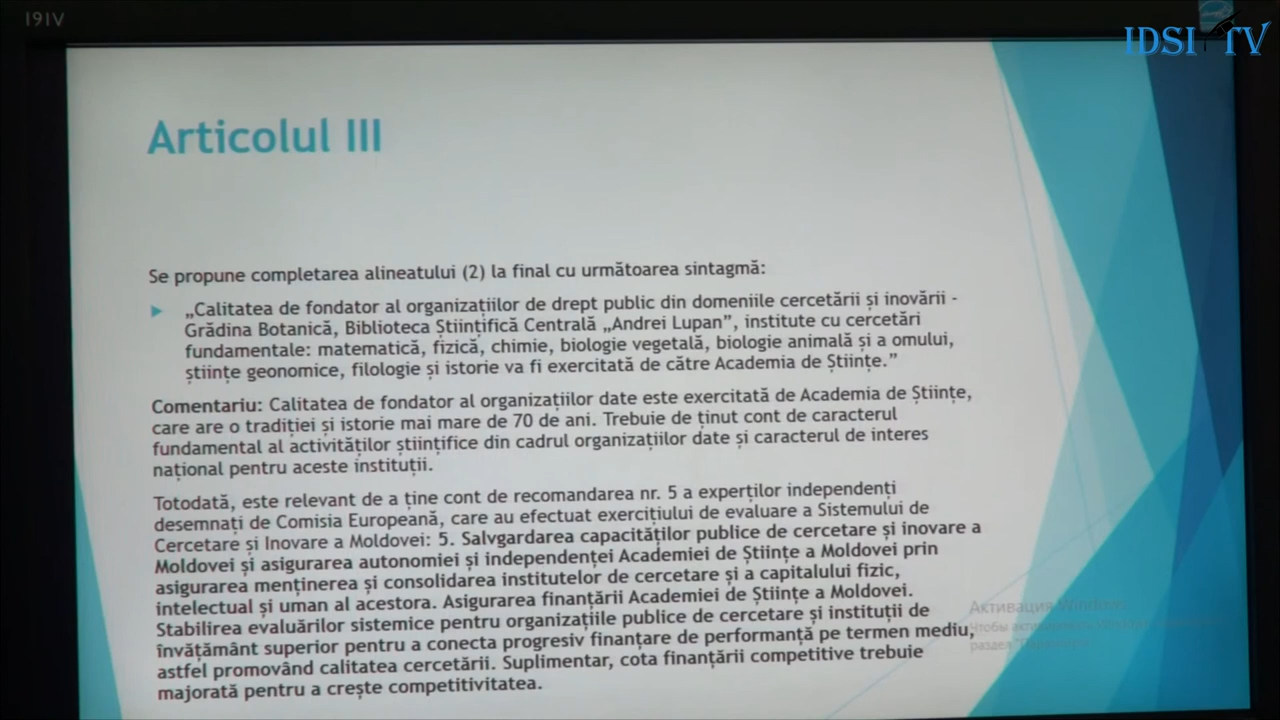 I9IV
IDSI TV
Articolul III
Se propune completarea alineatului (2) la final cu următoarea sintagmă:
„Calitatea de fondator al organizațiilor de drept public din domeniile cercetării și inovării -
Grădina Botanică, Biblioteca Științifică Centrală „Andrei Lupan”, institute cu cercetări
fundamentale: matematică, fizică, chimie, biologie vegetală, biologie animală și a omului,
științe geonomice, filologie și istorie va fi exercitată de către Academia de Științe.”
Comentariu: Calitatea de fondator al organizațiilor date este exercitată de Academia de Științe,
care are o tradiției și istorie mai mare de 70 de ani. Trebuie de ținut cont de caracterul
fundamental al activităților științifice din cadrul organizațiilor date și caracterul de interes
național pentru aceste instituții.
Totodată, este relevant de a ține cont de recomandarea nr. 5 a experților independenți
desemnați de Comisia Europeană, care au efectuat exercițiului de evaluare a Sistemului de
Cercetare și Inovare a Moldovei: 5. Salvgardarea capacităților publice de cercetare și inovare a
Moldovei și asigurarea autonomiei și independenței Academiei de Științe a Moldovei prin
asigurarea menținerea și consolidarea institutelor de cercetare și a capitalului fizic,
intelectual și uman al acestora. Asigurarea finanțării Academiei de Științe a Moldovei.
Stabilirea evaluărilor sistemice pentru organizațiile publice de cercetare și instituții de
învățământ superior pentru a conecta progresiv finanțare de performanță pe termen mediu,
astfel promovând calitatea cercetării. Suplimentar, cota finanțării competitive trebuie
majorată pentru a crește competitivitatea.
Активация Windows
Чтобы
раздел